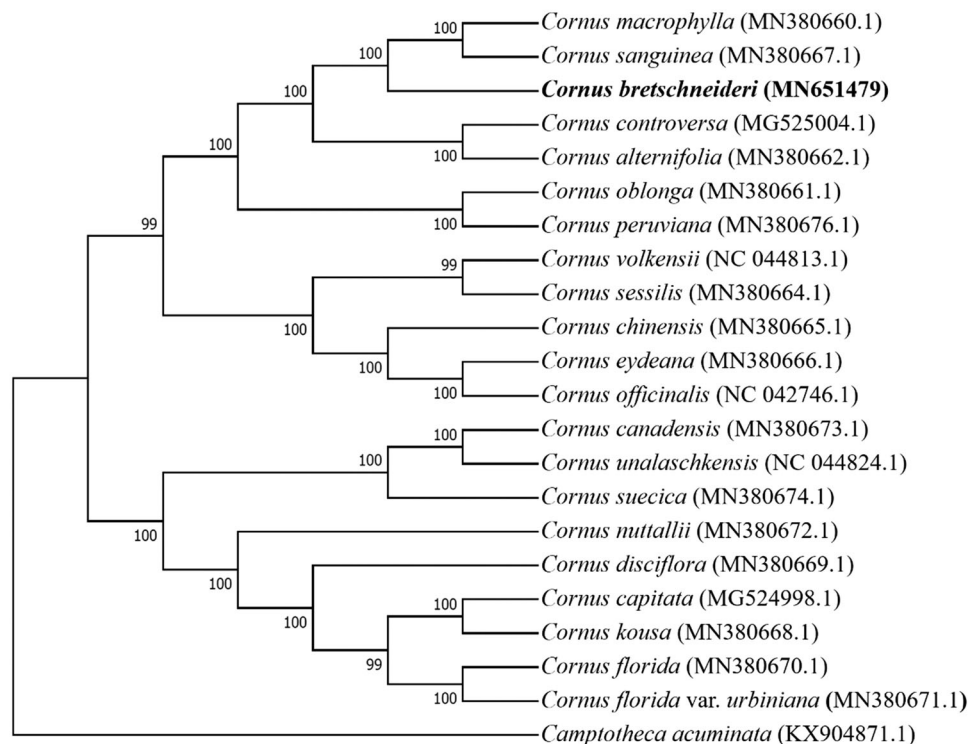 100
Cornus macrophylla (MN380660.1)
100
Cornus sanguinea (MN380667.1)
100
Cornus bretschneideri (MN651479)
100
Cornus controversa (MG525004.1)
100
Cornus alternifolia (MN380662.1)
Cornus oblonga (MN380661.1)
100
Cornus peruviana (MN380676.1)
99
99
Cornus volkensii (NC 044813.1)
Cornus sessilis (MN380664.1)
100
Cornus chinensis (MN380665.1)
100
Cornus eydeana (MN380666.1)
100
Cornus officinalis (NC 042746.1)
100
Cornus canadensis (MN380673.1)
100
Cornus unalaschkensis (NC 044824.1)
Cornus suecica (MN380674.1)
100
Cornus nuttallii (MN380672.1)
100
Cornus disciflora (MN380669.1)
100
100
Cornus capitata (MG524998.1)
Cornus kousa (MN380668.1)
99
Cornus florida (MN380670.1)
100
Cornus florida var. urbiniana (MN380671.1)
Camptotheca acuminata (KX904871.1)